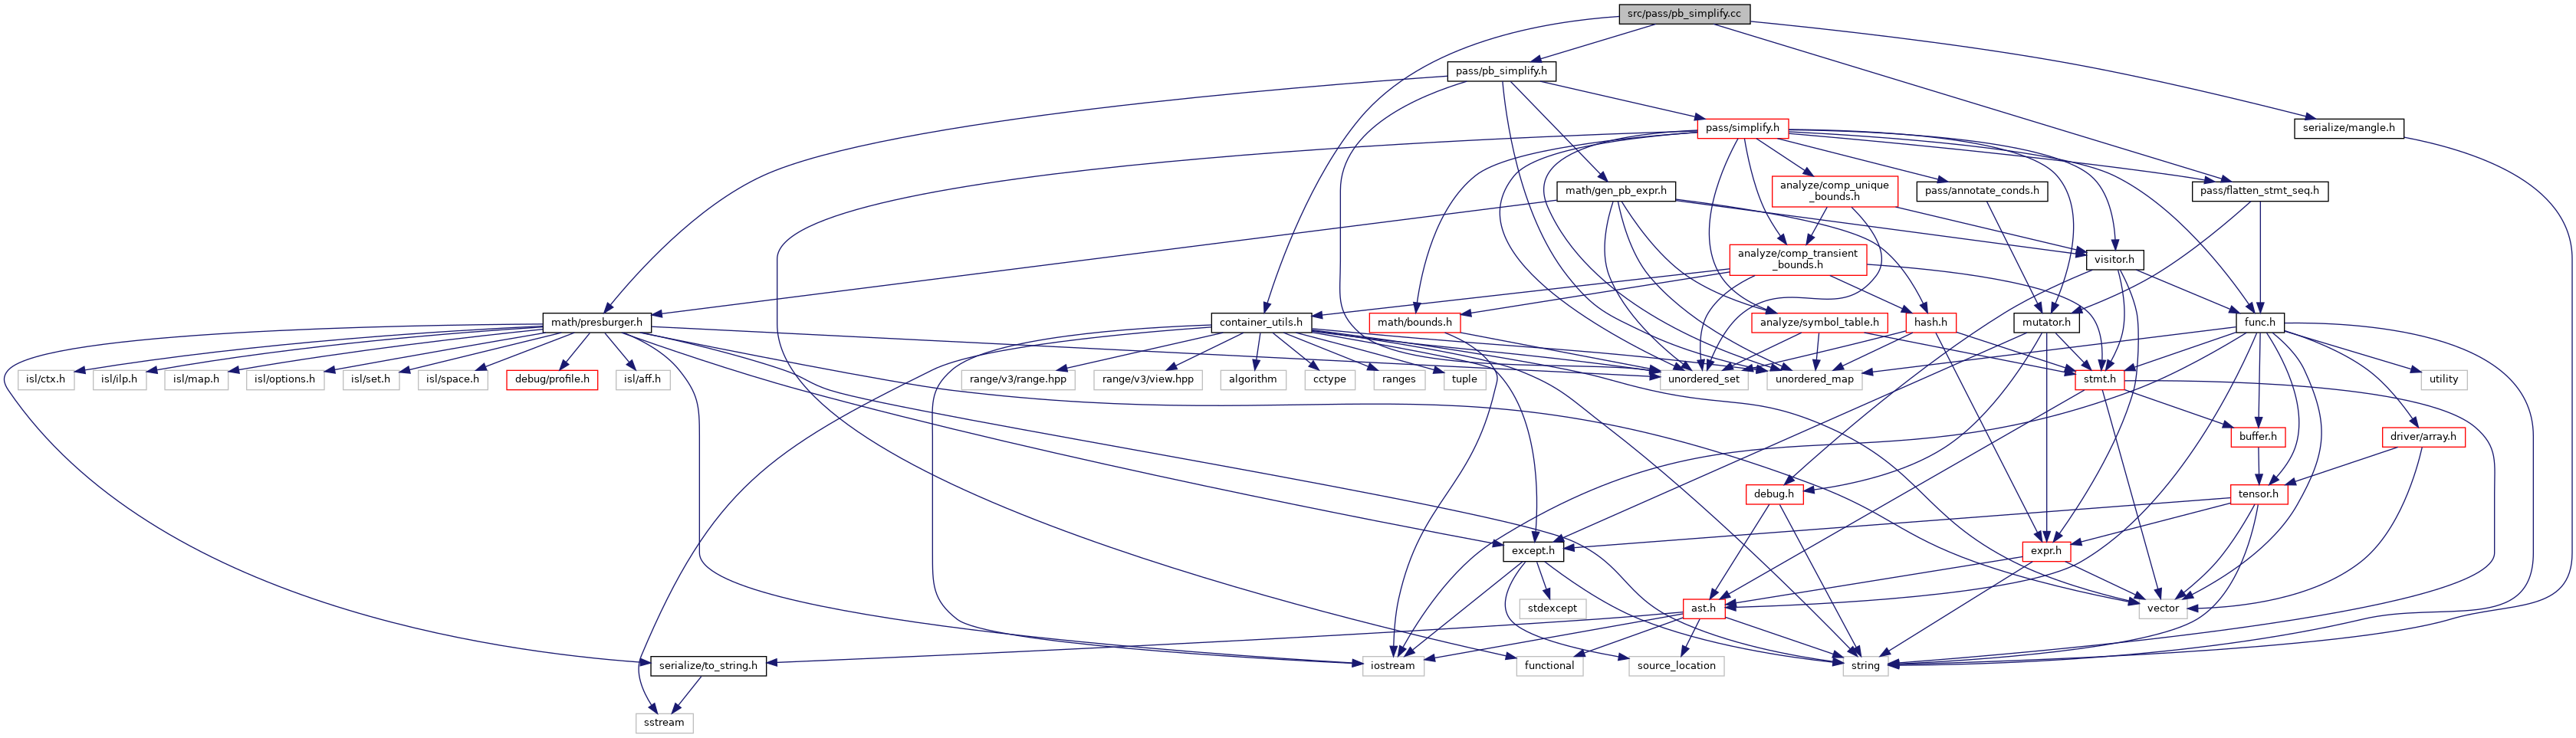 src/pass/pb_simplify.cc
pass/pb_simplify.h
pass/simplify.h
serialize/mangle.h
math/gen_pb_expr.h
analyze/comp_unique
_bounds.h
pass/annotate_conds.h
pass/flatten_stmt_seq.h
analyze/comp_transient
_bounds.h
visitor.h
math/presburger.h
container_utils.h
math/bounds.h
analyze/symbol_table.h
hash.h
mutator.h
func.h
isl/ctx.h
isl/ilp.h
isl/map.h
isl/options.h
isl/set.h
isl/space.h
debug/profile.h
isl/aff.h
range/v3/range.hpp
range/v3/view.hpp
algorithm
cctype
ranges
tuple
unordered_set
unordered_map
stmt.h
utility
buffer.h
driver/array.h
debug.h
tensor.h
except.h
expr.h
stdexcept
ast.h
vector
serialize/to_string.h
iostream
functional
source_location
string
sstream